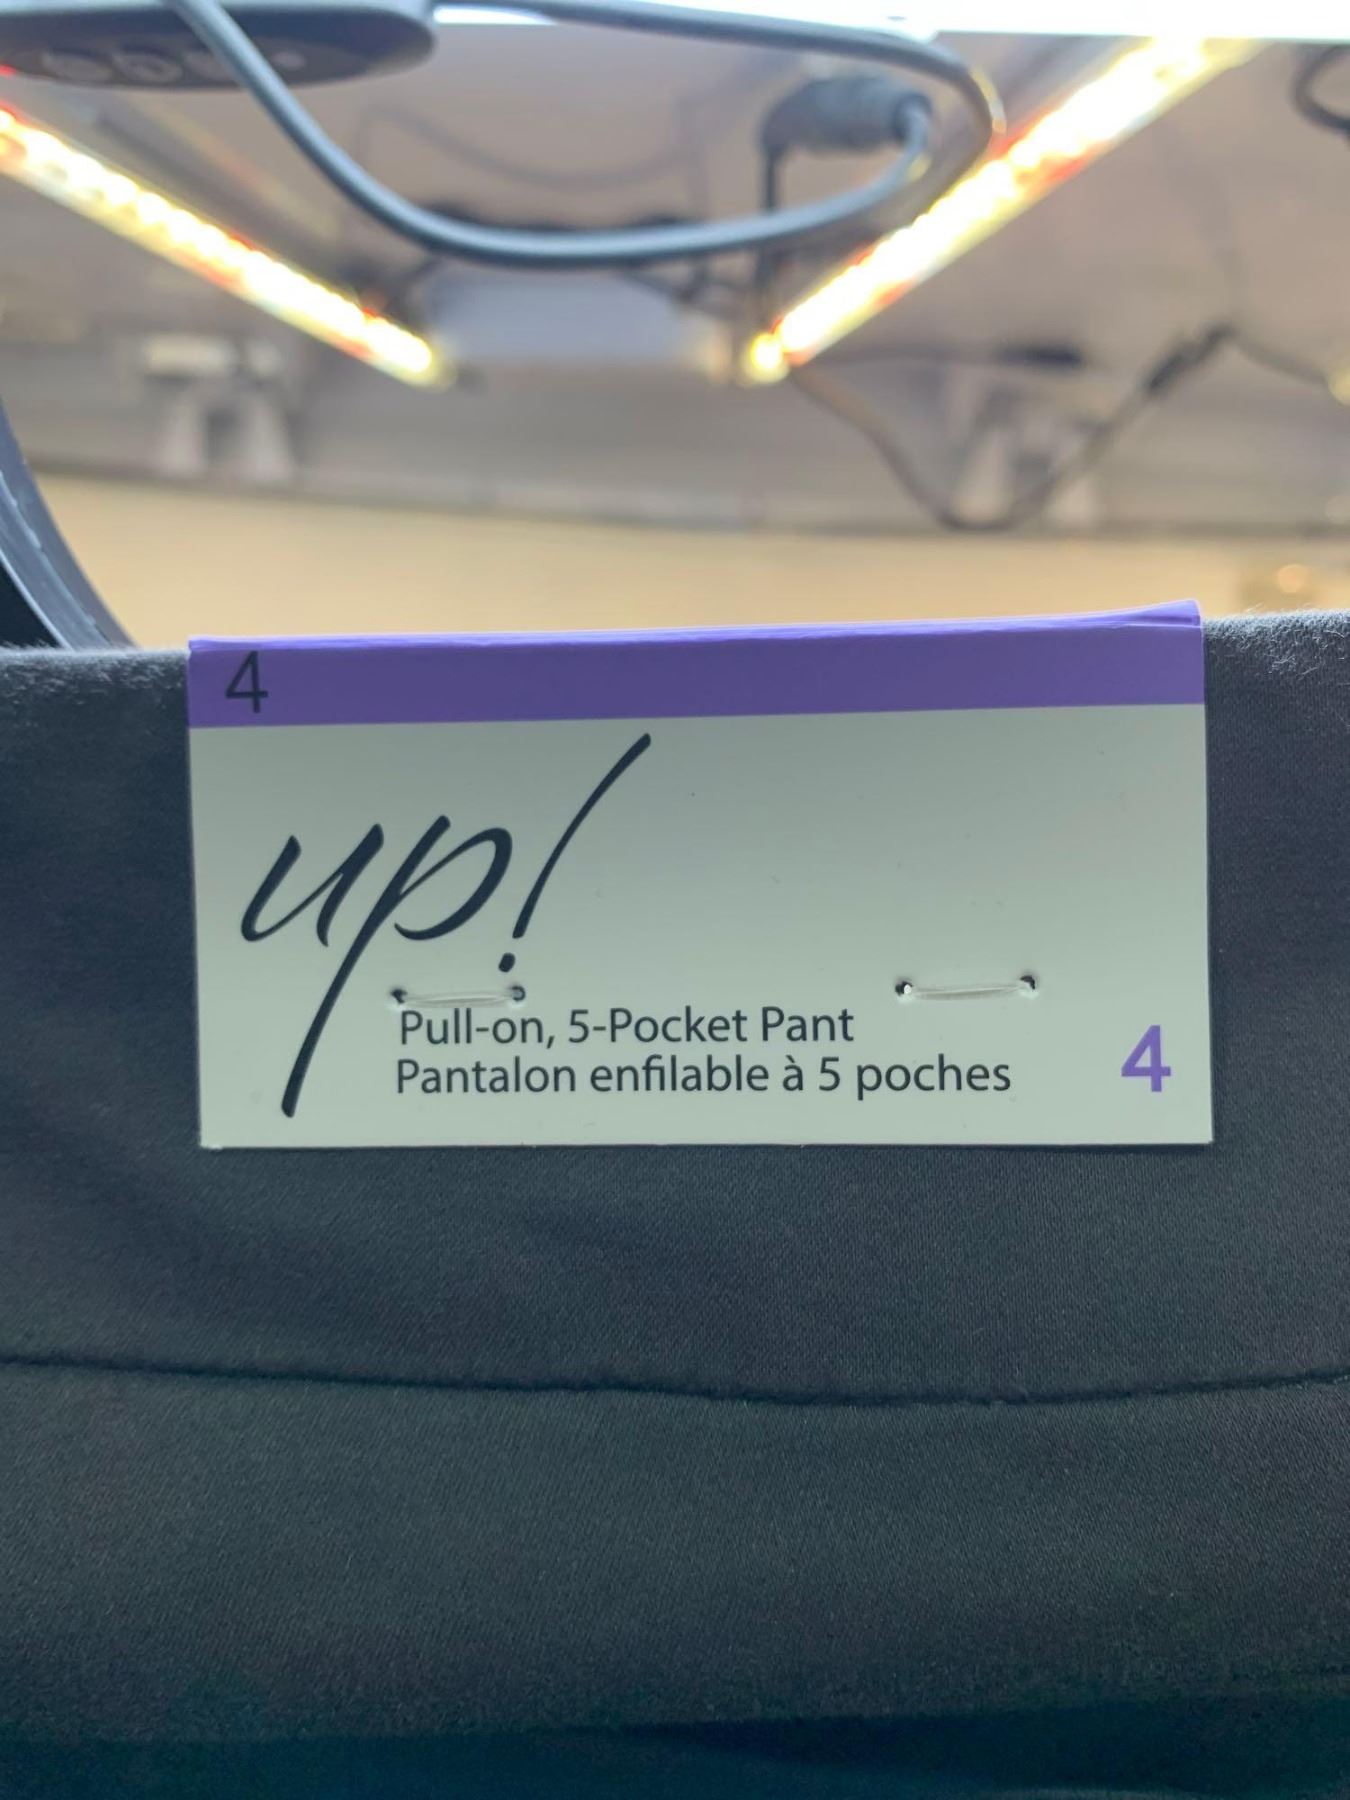 4
up!
Pull-on, 5-Pocket Pant
Pantalon enfilable à 5 poches
4